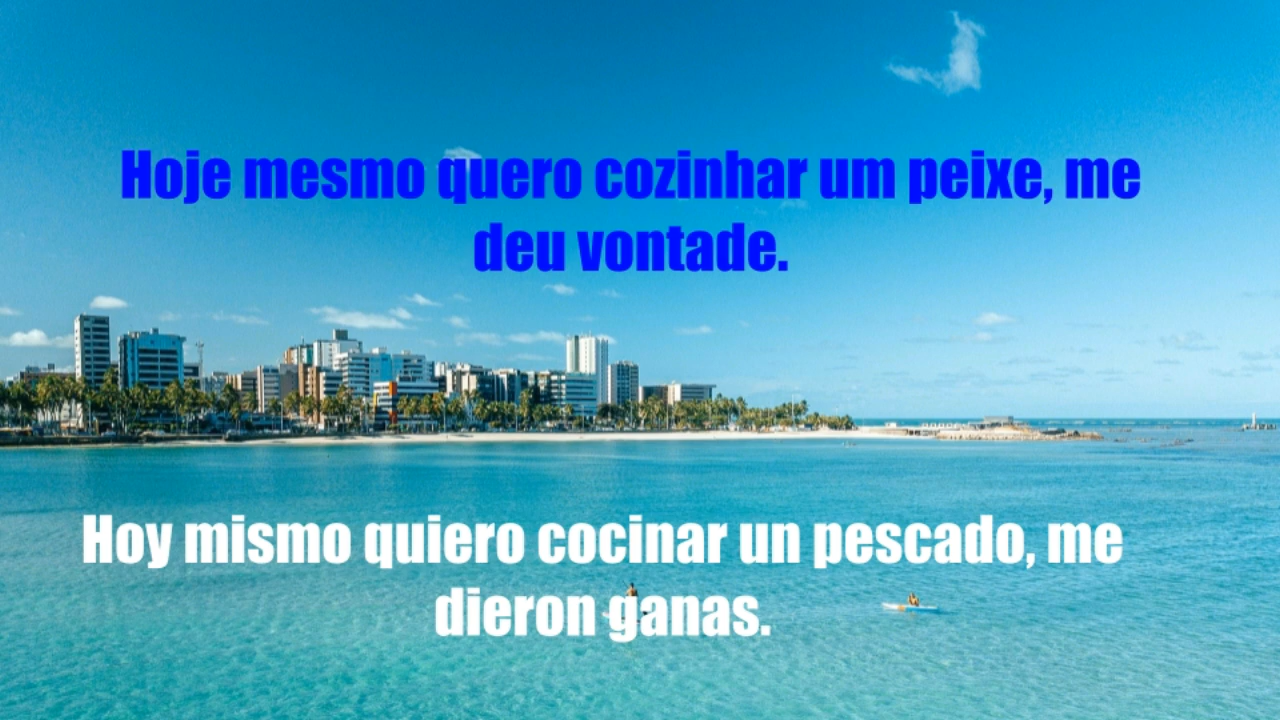 Hoje mesmo quero cozinhar um peixe, me
deu vontade.
Hoy mismo quiero cocinar un pescado, me
dieron ganas.